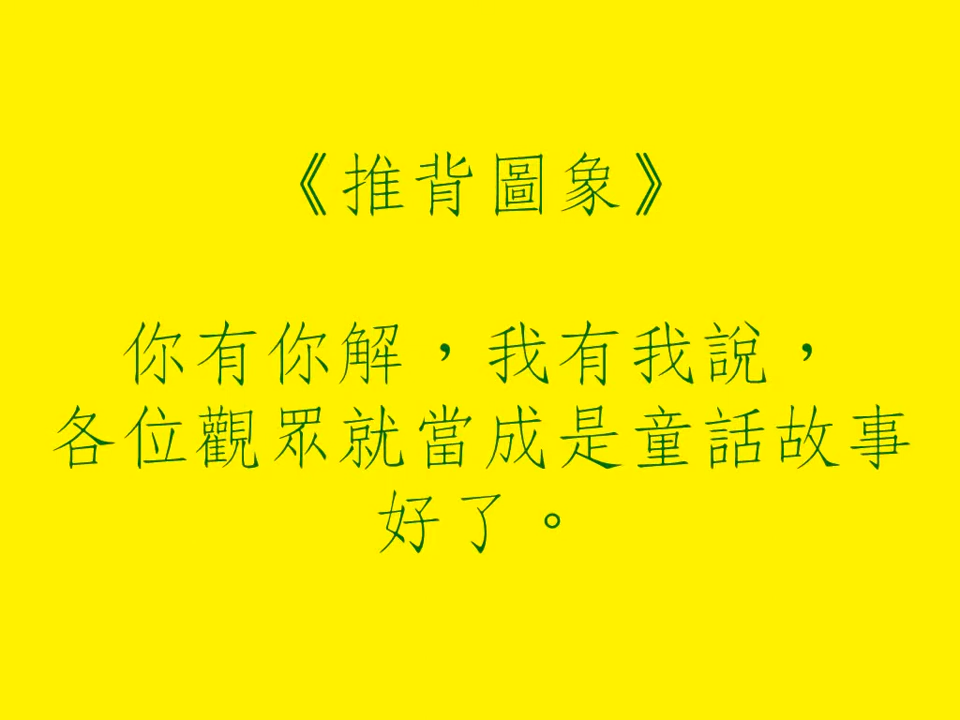 《推背圖象》
你有你解，我有我說，
各位觀眾就當成是童話故事
好了。